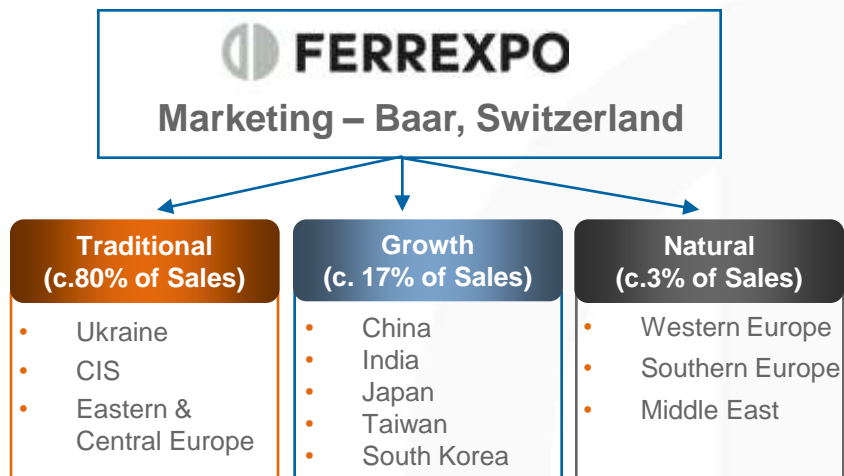 FERREXPO
Marketing – Baar, Switzerland
Traditional
(c.80% of Sales)
• Ukraine
• CIS
• Eastern &
Central Europe
Growth
(c. 17% of Sales)
• China
• India
• Japan
• Taiwan
• South Korea
Natural
(c.3% of Sales)
• Western Europe
• Southern Europe
• Middle East